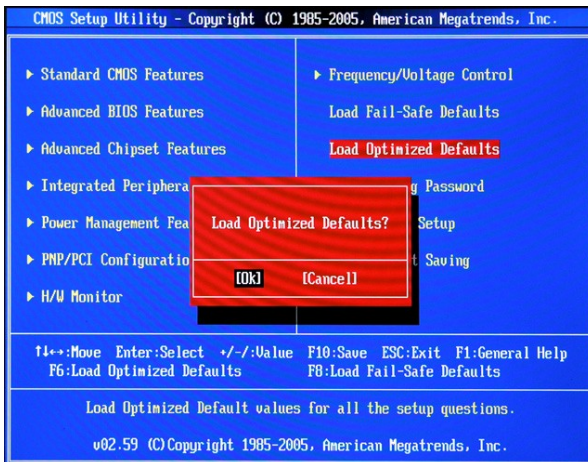 CMOS Setup Utility - Copyright (C) 1985-2005, American Megatrends, Inc.
▶ Standard CMOS Features
▶ Advanced BIOS Features
▶ Advanced Chipset Features
▶ Integrated Periphera
▶ Power Management Fea
▶ PNP/PCI Configuratio
▶ H/W Monitor
▶ Frequency/Voltage Control
Load Fail-Safe Defaults
Load Optimized Defaults
g Password
Setup
t Saving
Load Optimized Defaults?
[Ok] [Cancel]
↑↓↔:Move Enter:Select +/-/:Value F10:Save ESC:Exit F1:General Help
F6:Load Optimized Defaults F8:Load Fail-Safe Defaults
Load Optimized Default values for all the setup questions.
v02.59 (C)Copyright 1985-2005, American Megatrends, Inc.